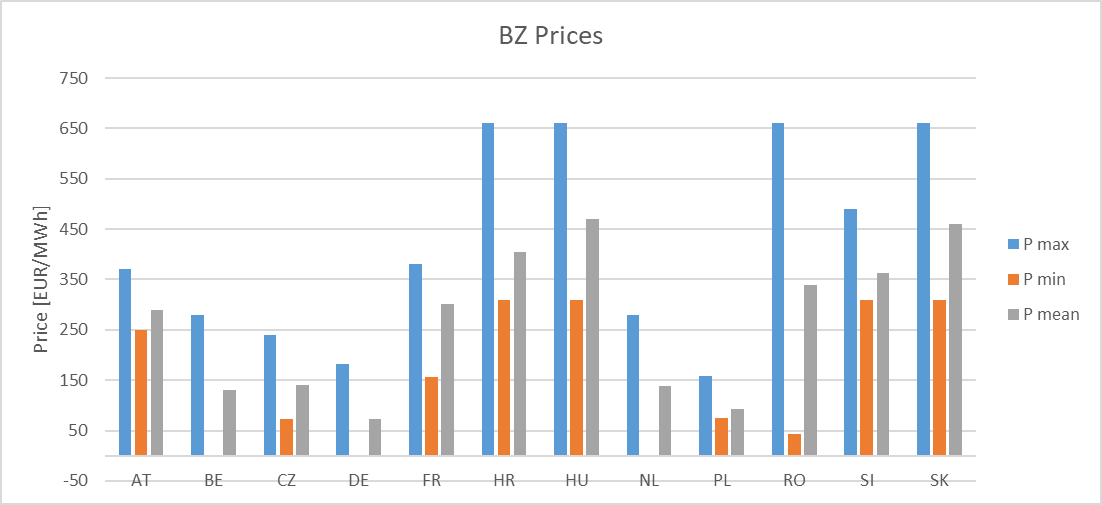 BZ Prices
Price [EUR/MWh]
750
650
550
450
350
250
150
50
-50
AT BE CZ DE FR HR HU NL PL RO SI SK
P max
P min
P mean